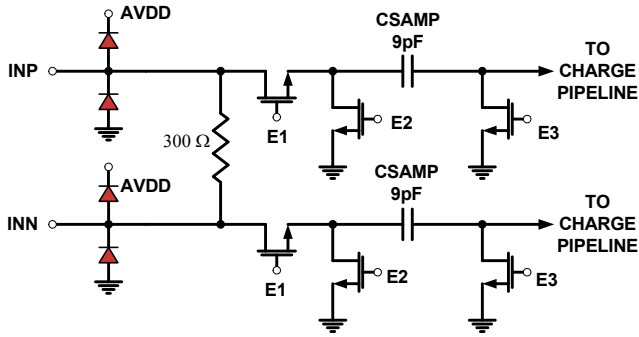 AVDD
CSAMP
9pF
TO
CHARGE
PIPELINE
INP
E1
E2
E3
300 Ω
AVDD
CSAMP
9pF
TO
CHARGE
PIPELINE
INN
E1
E2
E3